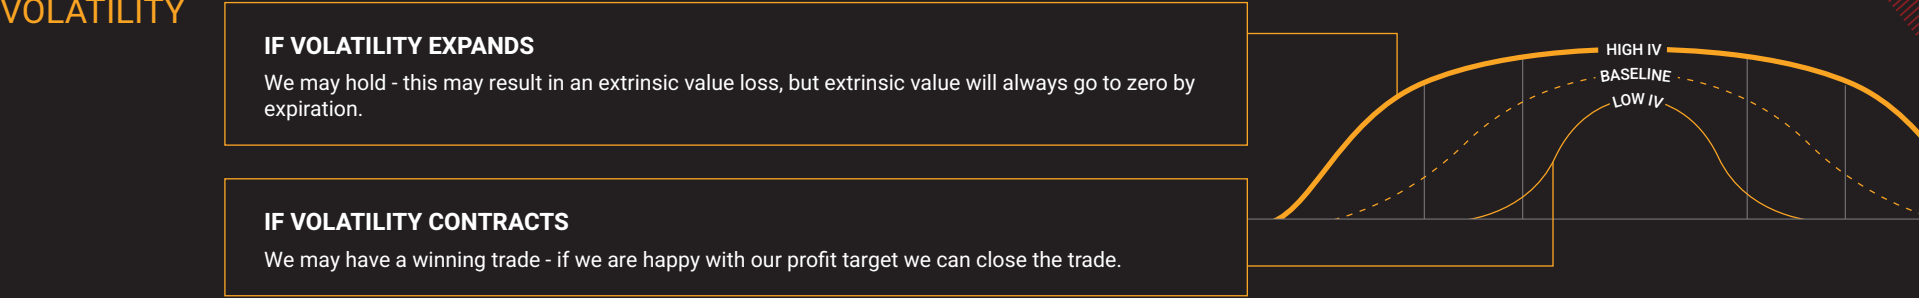 VOLATILITY
IF VOLATILITY EXPANDS
We may hold - this may result in an extrinsic value loss, but extrinsic value will always go to zero by
expiration.
HIGH IV
BASELINE
LOW IV
IF VOLATILITY CONTRACTS
We may have a winning trade - if we are happy with our profit target we can close the trade.